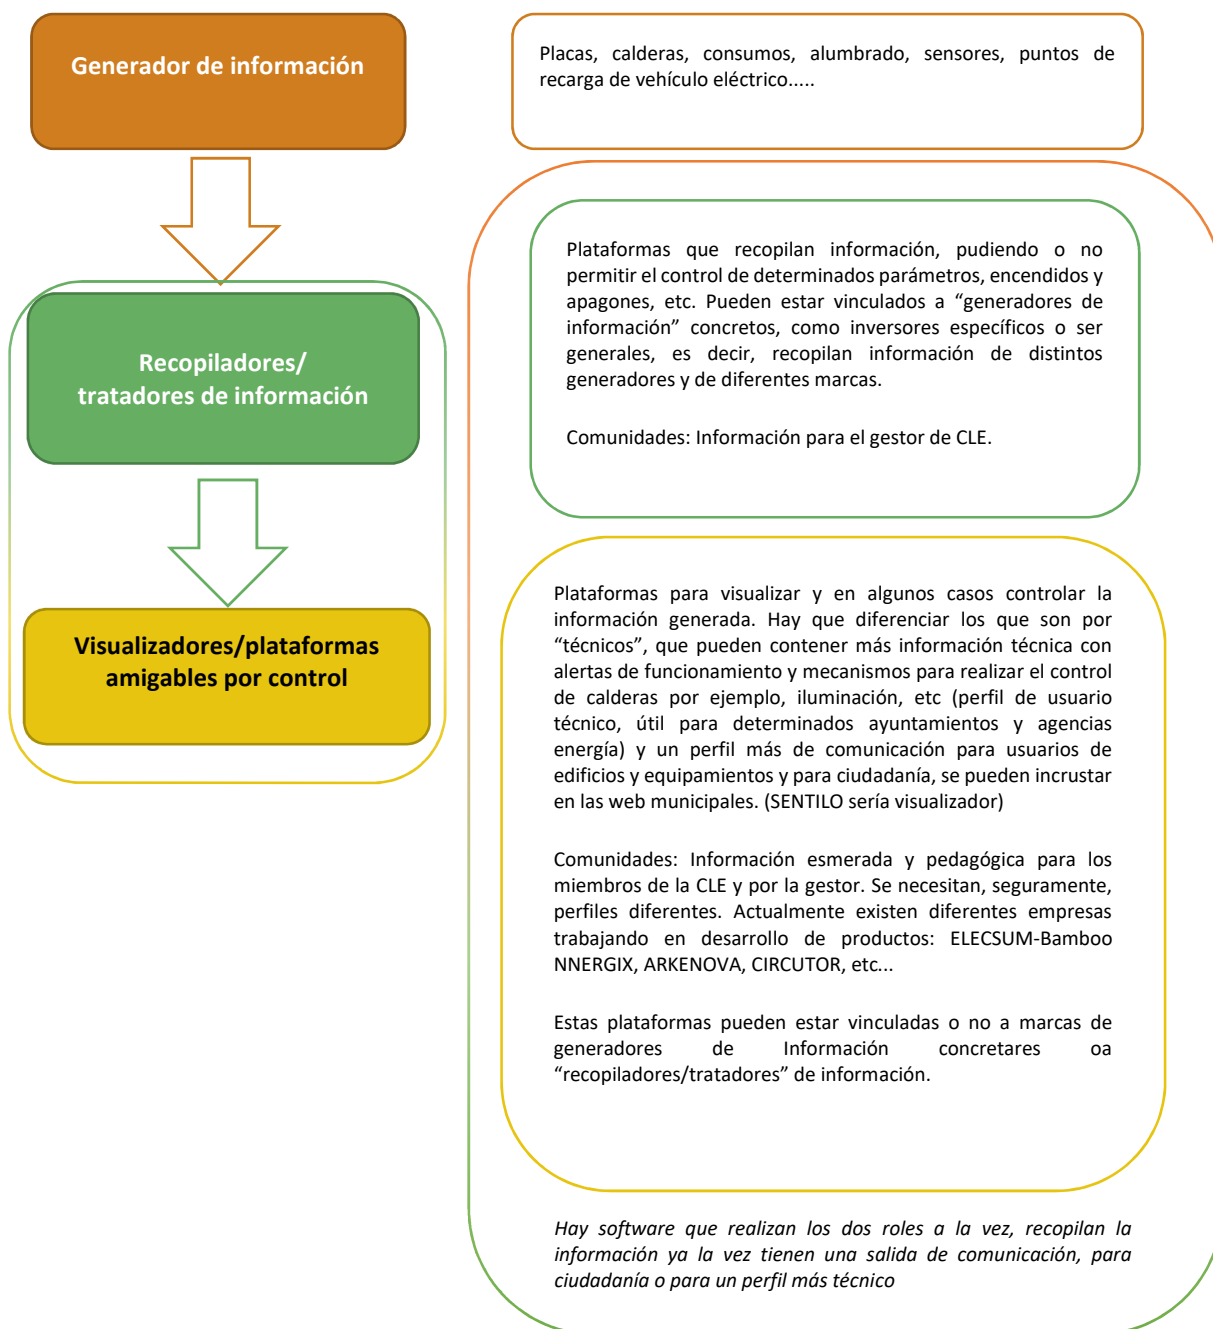 Generador de información
Placas, calderas, consumos, alumbrado, sensores, puntos de
recarga de vehículo eléctrico.....
Recopiladores/
tratadores de información
Plataformas que recopilan información, pudiendo o no
permitir el control de determinados parámetros, encendidos y
apagones, etc. Pueden estar vinculados a “generadores de
información” concretos, como inversores específicos o ser
generales, es decir, recopilan información de distintos
generadores y de diferentes marcas.
Comunidades: Información para el gestor de CLE.
Visualizadores/plataformas
amigables por control
Plataformas para visualizar y en algunos casos controlar la
información generada. Hay que diferenciar los que son por
“técnicos”, que pueden contener más información técnica con
alertas de funcionamiento y mecanismos para realizar el control
de calderas por ejemplo, iluminación, etc (perfil de usuario
técnico, útil para determinados ayuntamientos y agencias
energía) y un perfil más de comunicación para usuarios de
edificios y equipamientos y para ciudadanía, se pueden incrustar
en las web municipales. (SENTILO sería visualizador)
Comunidades: Información esmerada y pedagógica para los
miembros de la CLE y por la gestor. Se necesitan, seguramente,
perfiles diferentes. Actualmente existen diferentes empresas
trabajando en desarrollo de productos: ELECSUM-Bamboo
NNERGIX, ARKENOVA, CIRCUTOR, etc...
Estas plataformas pueden estar vinculadas o no a marcas de
generadores de Información concretares oa
“recopiladores/tratadores” de información.
Hay software que realizan los dos roles a la vez, recopilan la
información ya la vez tienen una salida de comunicación, para
ciudadanía o para un perfil más técnico